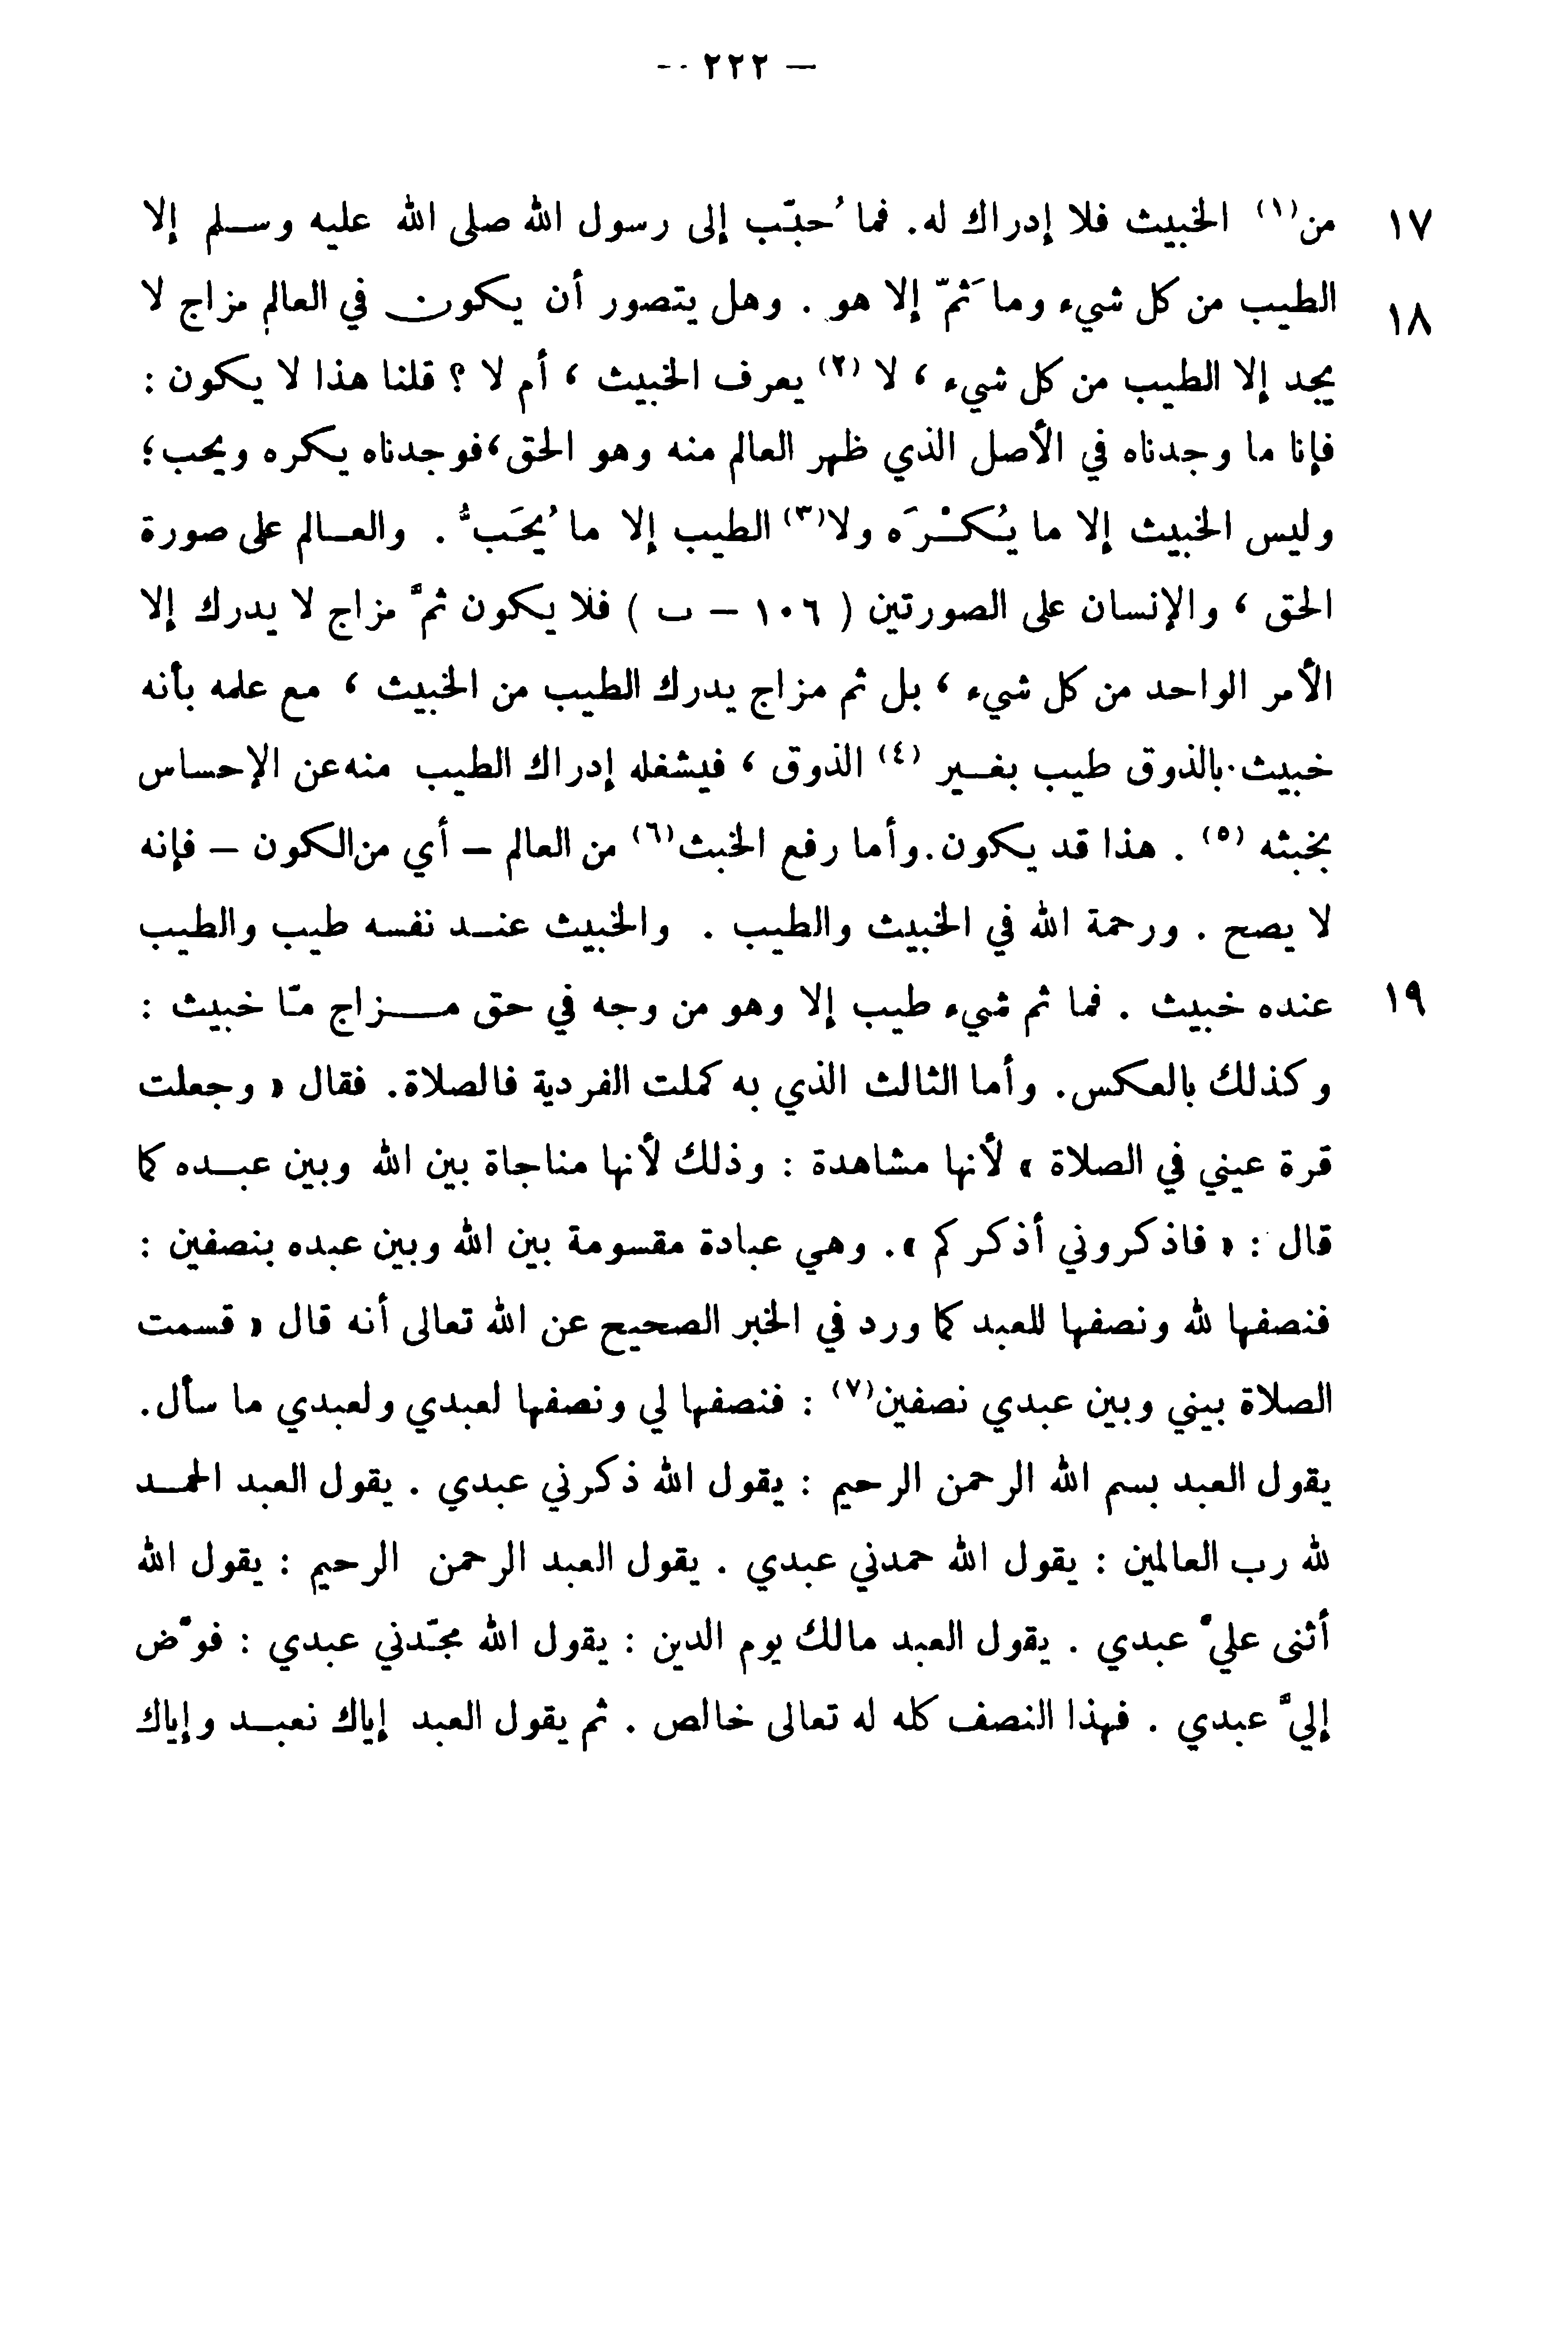 — ٢٢٢ --
١٧ من(١) الخبيث فلا إدراك له. فما حُبّب إلى رسول الله صلى الله عليه وسلم إلا
١٨ الطيب من كل شيء وما ثَمّ إلا هو . وهل يتصور أن يكون في العالم مزاج لا
يجد إلا الطيب من كل شيء ، لا (٢) يعرف الخبيث ، أم لا ؟ قلنا هذا لا يكون :
فإنا ما وجدناه في الأصل الذي ظهر العالم منه وهو الحق ،فوجدناه يكره ويحب؛
وليس الخبيث إلا ما يُكْرَه ولا(٣) الطيب إلا ما يُحَبُّ . والعالم على صورة
الحق ، والإنسان على الصورتين ( ١٠٦ – ب ) فلا يكون ثمَّ مزاج لا يدرك إلا
الأمر الواحد من كل شيء ، بل ثم مزاج يدرك الطيب من الخبيث ، مع علمه بأنه
خبيث بالذوق طيب بغير (٤) الذوق ، فيشغله إدراك الطيب منه عن الإحساس
بخبثه (٥) . هذا قد يكون. وأما رفع الخبث(٦) من العالم – أي من الكون – فإنه
لا يصح . ورحمة الله في الخبيث والطيب . والخبيث عند نفسه طيب والطيب
١٩ عنده خبيث . فما ثم شيء طيب إلا وهو من وجه في حق مزاج مّا خبيث :
وكذلك بالعكس. وأما الثالث الذي به كملت الفردية فالصلاة. فقال « وجعلت
قرة عيني في الصلاة » لأنها مشاهدة : وذلك لأنها مناجاة بين الله وبين عبده كما
قال : « فاذكروني أذكركم ». وهي عبادة مقسومة بين الله وبين عبده بنصفين :
فنصفها لله ونصفها للعبد كما ورد في الخبر الصحيح عن الله تعالى أنه قال « قسمت
الصلاة بيني وبين عبدي نصفين(٧) : فنصفها لي ونصفها لعبدي ولعبدي ما سأل.
يقول العبد بسم الله الرحمن الرحيم : يقول الله ذكرني عبدي . يقول العبد الحمد
لله رب العالمين : يقول الله حمدني عبدي . يقول العبد الرحمن الرحيم : يقول الله
أثنى عليَّ عبدي . يقول العبد مالك يوم الدين : يقول الله مجّدني عبدي : فوَّض
إليَّ عبدي . فهذا النصف كله له تعالى خالص . ثم يقول العبد إياك نعبد وإياك